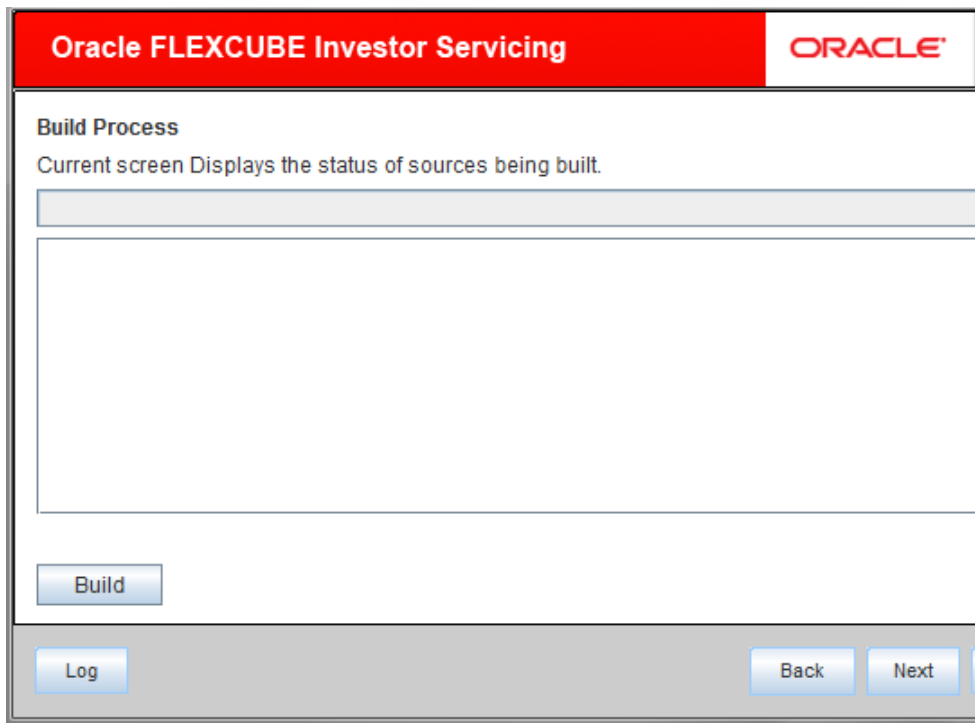 Oracle FLEXCUBE Investor Servicing
ORACLE
Build Process
Current screen Displays the status of sources being built.
Build
Log
Back
Next